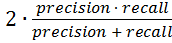 2 · precision · recall / precision + recall